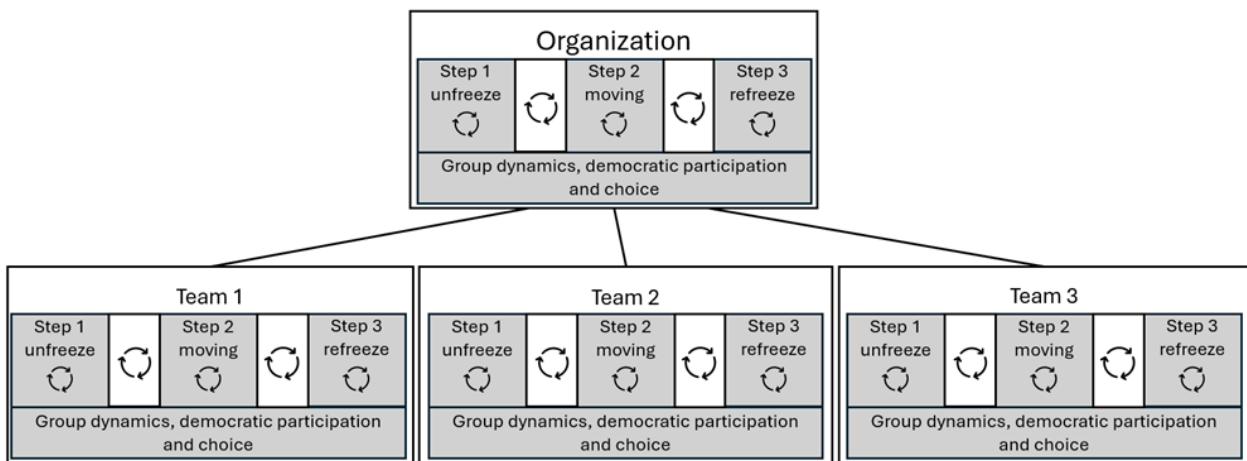 Organization
Step 1
unfreeze
Step 2
moving
Step 3
refreeze
Group dynamics, democratic participation
and choice
Team 1
Step 1
unfreeze
Step 2
moving
Step 3
refreeze
Group dynamics, democratic participation
and choice
Team 2
Step 1
unfreeze
Step 2
moving
Step 3
refreeze
Group dynamics, democratic participation
and choice
Team 3
Step 1
unfreeze
Step 2
moving
Step 3
refreeze
Group dynamics, democratic participation
and choice